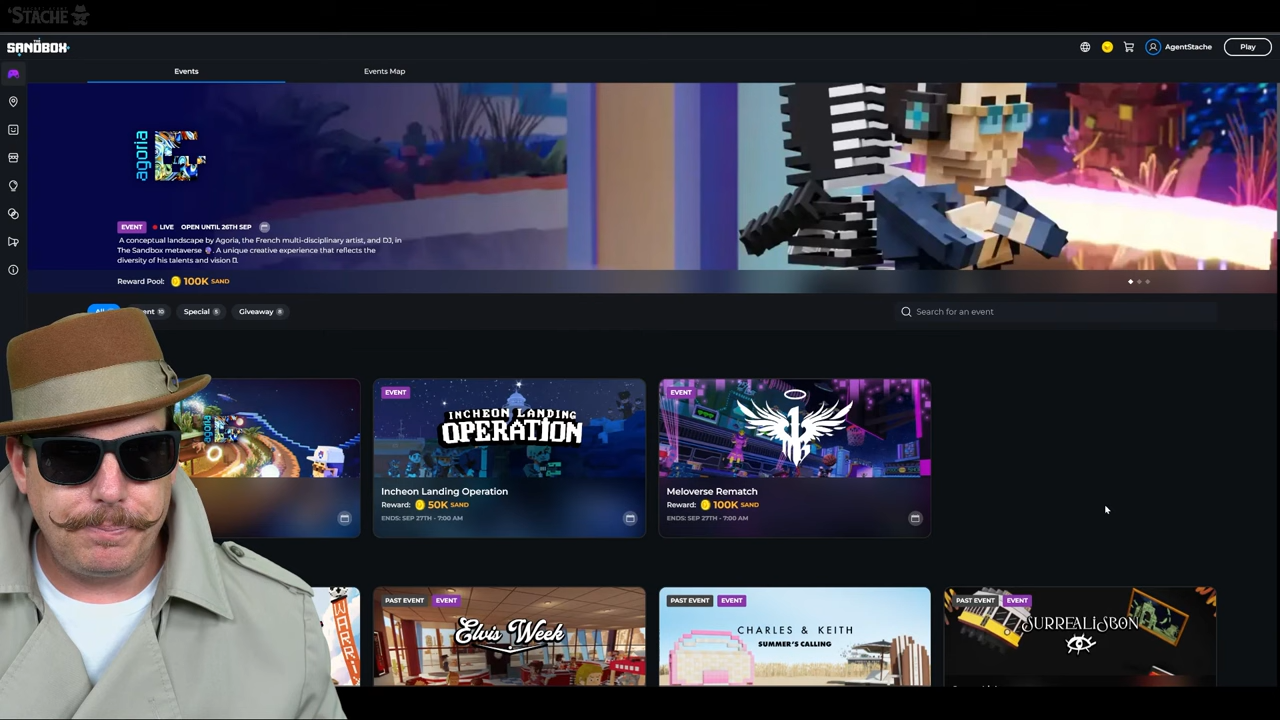 'STACHE
THE
SANDBOX
AgentStache
Play
Events
Events Map
agoria
EVENT
LIVE
OPEN UNTIL 26TH SEP
A conceptual landscape by Agoria, the French multi-disciplinary artist, and DJ, in
The Sandbox metaverse. A unique creative experience that reflects the
diversity of his talents and vision
Reward Pool:
100K SAND
Special 5
Giveaway 8
Search for an event
agoria
EVENT
INCHEON LANDING
OPERATION
Incheon Landing Operation
Reward: 50K SAND
ENDS: SEP 27TH - 7:00 AM
EVENT
Meloverse Rematch
Reward: 100K SAND
ENDS: SEP 27TH - 7:00 AM
PAST EVENT
EVENT
Elvis Week
PAST EVENT
EVENT
CHARLES & KEITH
SUMMER'S CALLING
PAST EVENT
EVENT
SURREALISBON